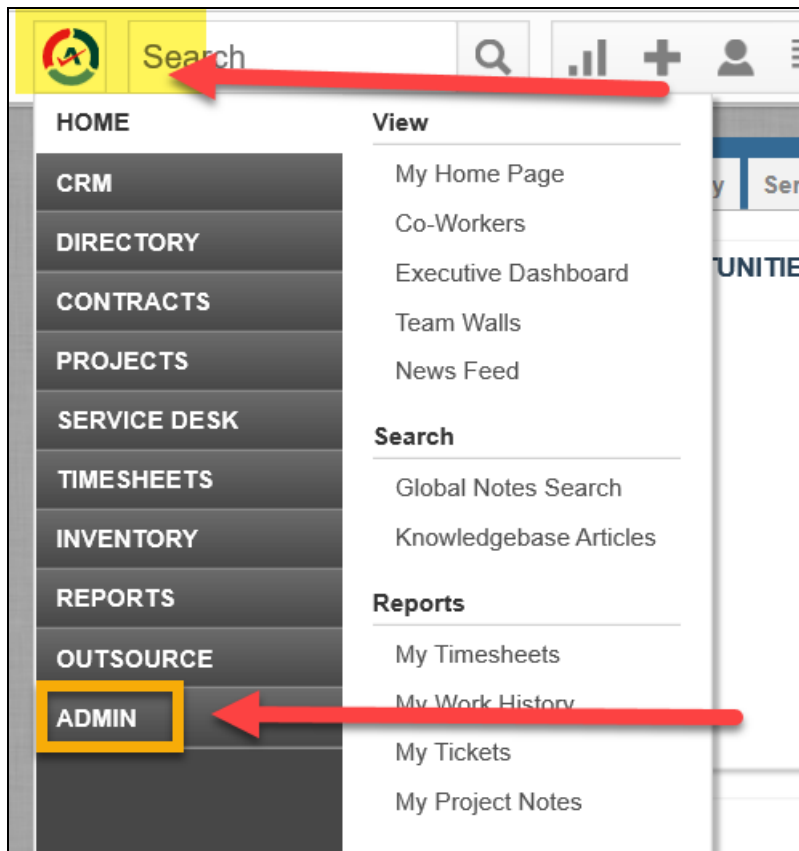 Search
HOME
CRM
DIRECTORY
CONTRACTS
PROJECTS
SERVICE DESK
TIMESHEETS
INVENTORY
REPORTS
OUTSOURCE
ADMIN
View
My Home Page
Co-Workers
Executive Dashboard
Team Walls
News Feed
Search
Global Notes Search
Knowledgebase Articles
Reports
My Timesheets
My Work History
My Tickets
My Project Notes
y
Ser
TUNITIE